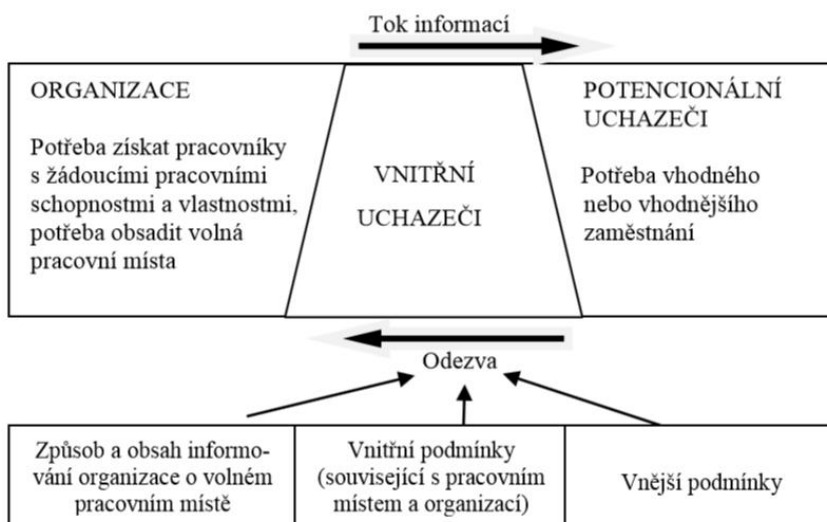 Tok informací
ORGANIZACE
Potřeba získat pracovníky
s žádoucími pracovními
schopnostmi a vlastnostmi,
potřeba obsadit volná
pracovní místa
VNITŘNÍ
UCHAZEČI
POTENCIONÁLNÍ
UCHAZEČI
Potřeba vhodného
nebo vhodnějšího
zaměstnání
Odezva
Způsob a obsah informo-
vání organizace o volném
pracovním místě
Vnitřní podmínky
(související s pracovním
místem a organizací)
Vnější podmínky